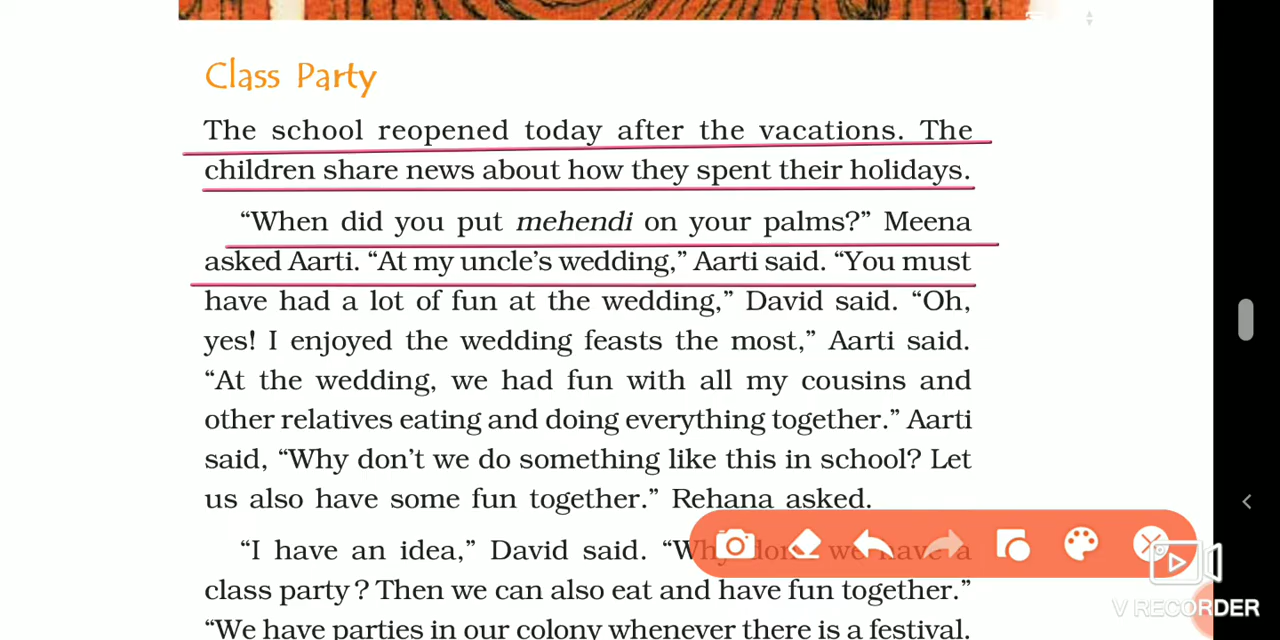 Class Party
The school reopened today after the vacations. The
children share news about how they spent their holidays.
“When did you put mehendi on your palms?” Meena
asked Aarti. “At my uncle’s wedding,” Aarti said. “You must
have had a lot of fun at the wedding,” David said. “Oh,
yes! I enjoyed the wedding feasts the most,” Aarti said.
“At the wedding, we had fun with all my cousins and
other relatives eating and doing everything together.” Aarti
said, “Why don’t we do something like this in school? Let
us also have some fun together.” Rehana asked.
“I have an idea,” David said. “Why don’t we have a
class party? Then we can also eat and have fun together.”
“We have parties in our colony whenever there is a festival.
V RECORDER